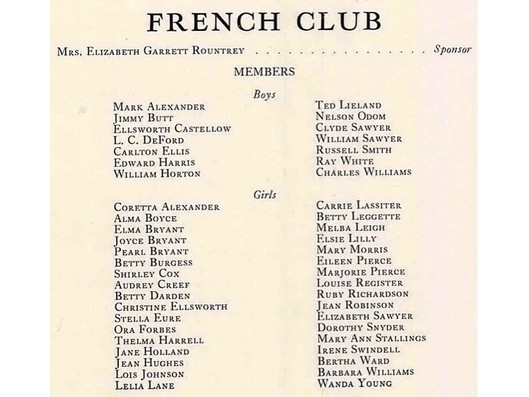 FRENCH CLUB
MRS. ELIZABETH GARRETT ROUNTREY . . . . . . . . . . . . . . . . Sponsor
MEMBERS
Boys
MARK ALEXANDER
JIMMY BUTT
ELLSWORTH CASTELLOW
L. C. DEFORD
CARLTON ELLIS
EDWARD HARRIS
WILLIAM HORTON
TED LIELAND
NELSON ODOM
CLYDE SAWYER
WILLIAM SAWYER
RUSSELL SMITH
RAY WHITE
CHARLES WILLIAMS
Girls
CORETTA ALEXANDER
ALMA BOYCE
ELMA BRYANT
JOYCE BRYANT
PEARL BRYANT
BETTY BURGESS
SHIRLEY COX
AUDREY CREEF
BETTY DARDEN
CHRISTINE ELLSWORTH
STELLA EURE
ORA FORBES
THELMA HARRELL
JANE HOLLAND
JEAN HUGHES
LOIS JOHNSON
LELIA LANE
CARRIE LASSITER
BETTY LEGGETTE
MELBA LEIGH
ELSIE LILLY
MARY MORRIS
EILEEN PIERCE
MARJORIE PIERCE
LOUISE REGISTER
RUBY RICHARDSON
JEAN ROBINSON
ELIZABETH SAWYER
DOROTHY SNYDER
MARY ANN STALLINGS
IRENE SWINDELL
BERTHA WARD
BARBARA WILLIAMS
WANDA YOUNG